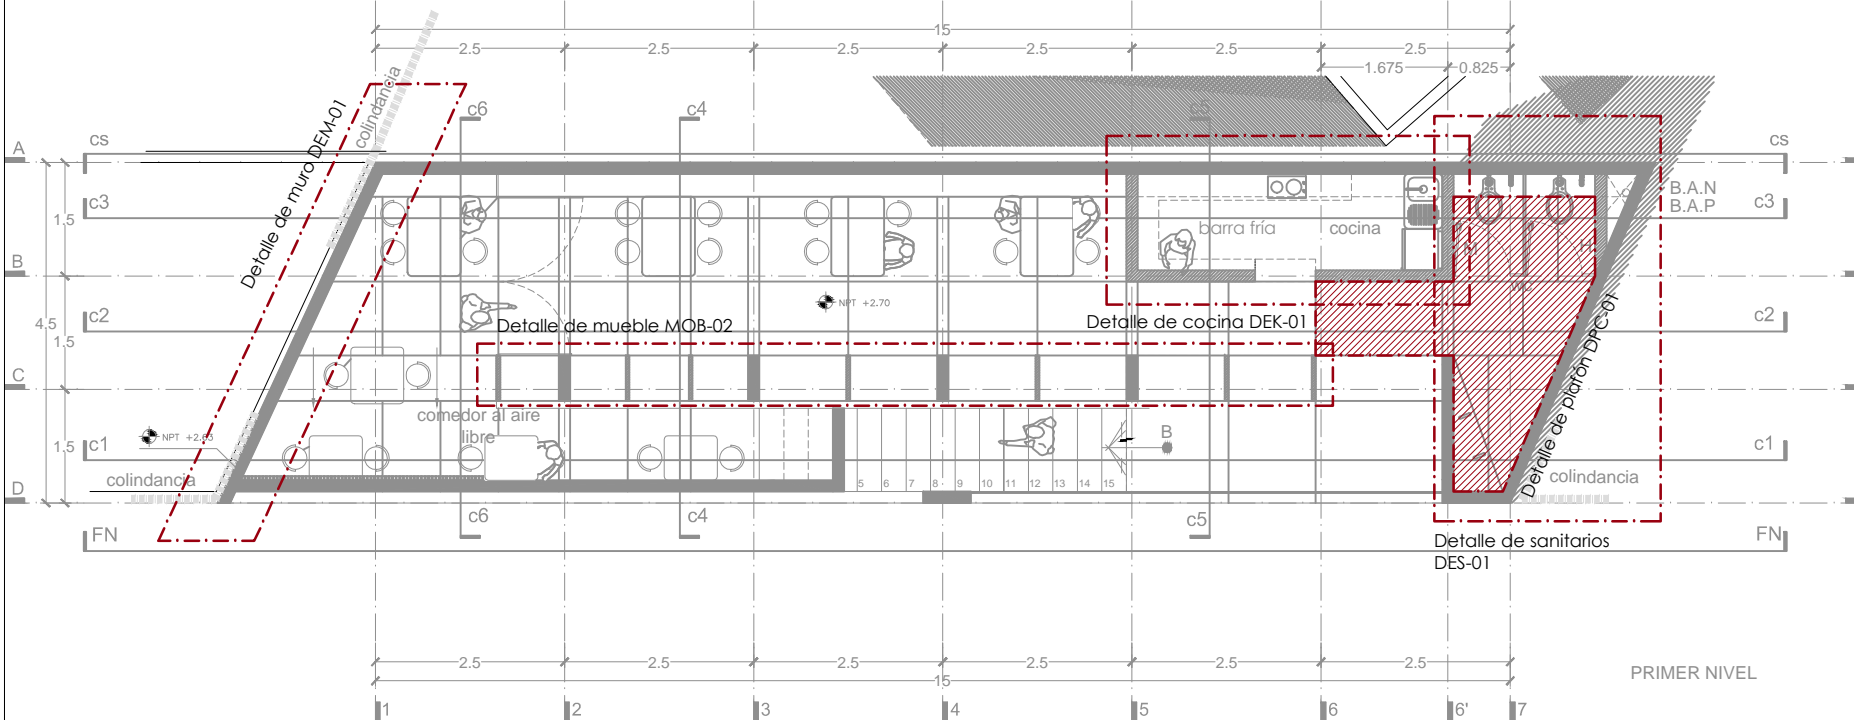 15
2.5 2.5 2.5 2.5 2.5 2.5
1.675 0.825
colindancia
Detalle de muro DEM-01
c6 c4 c5
A cs cs
c3 c3
1.5
B.A.N
B.A.P
barra fría cocina
B
NPT +2.70
WC
4.5
c2 c2
Detalle de mueble MOB-02
Detalle de cocina DEK-01
1.5
Detalle de plafón DPC-01
C
comedor al aire
libre
NPT +2.63
1.5
c1 B c1
colindancia
5 6 7 8 9 10 11 12 13 14 15
colindancia
D
c6 c4 c5
FN FN
Detalle de sanitarios
DES-01
2.5 2.5 2.5 2.5 2.5 2.5
15
PRIMER NIVEL
1 2 3 4 5 6 6' 7